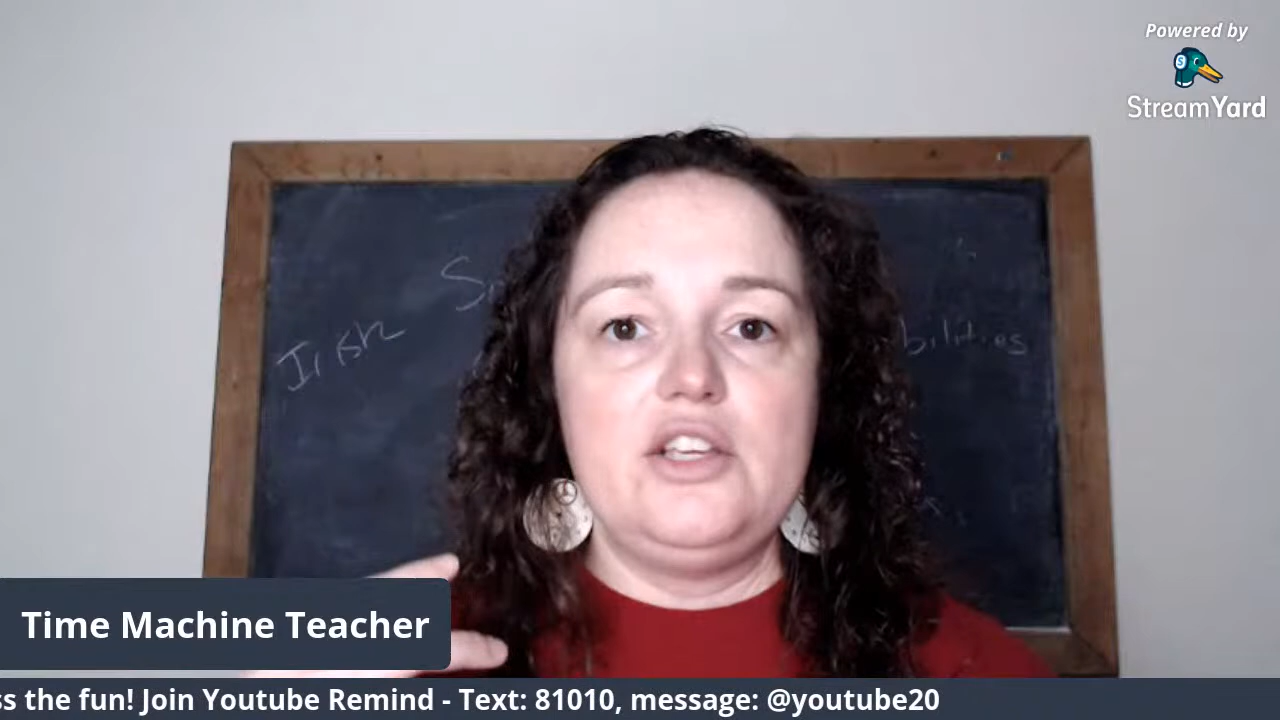 Powered by
StreamYard
Irish
bilities
Time Machine Teacher
ss the fun! Join Youtube Remind - Text: 81010, message: @youtube20